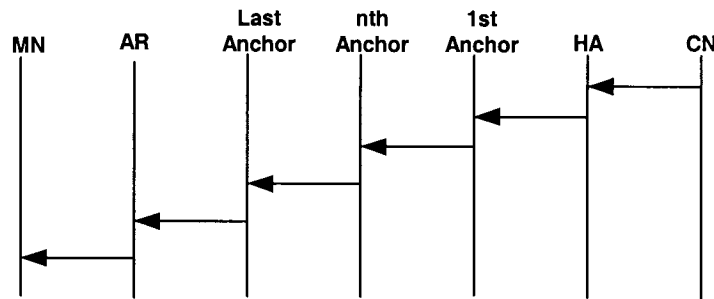 MN
AR
Last
Anchor
nth
Anchor
1st
Anchor
HA
CN